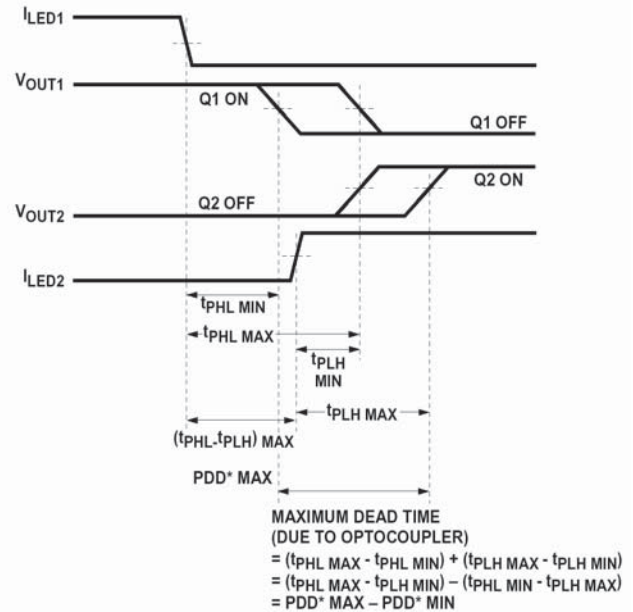 ILED1
VOUT1
Q1 ON
Q1 OFF
Q2 ON
Q2 OFF
VOUT2
ILED2
tPHL MIN
tPHL MAX
tPLH
MIN
tPLH MAX
(tPHL-tPLH) MAX
PDD* MAX
MAXIMUM DEAD TIME
(DUE TO OPTOCOUPLER)
= (tPHL MAX - tPHL MIN) + (tPLH MAX - tPLH MIN)
= (tPHL MAX - tPLH MIN) – (tPHL MIN - tPLH MAX)
= PDD* MAX – PDD* MIN